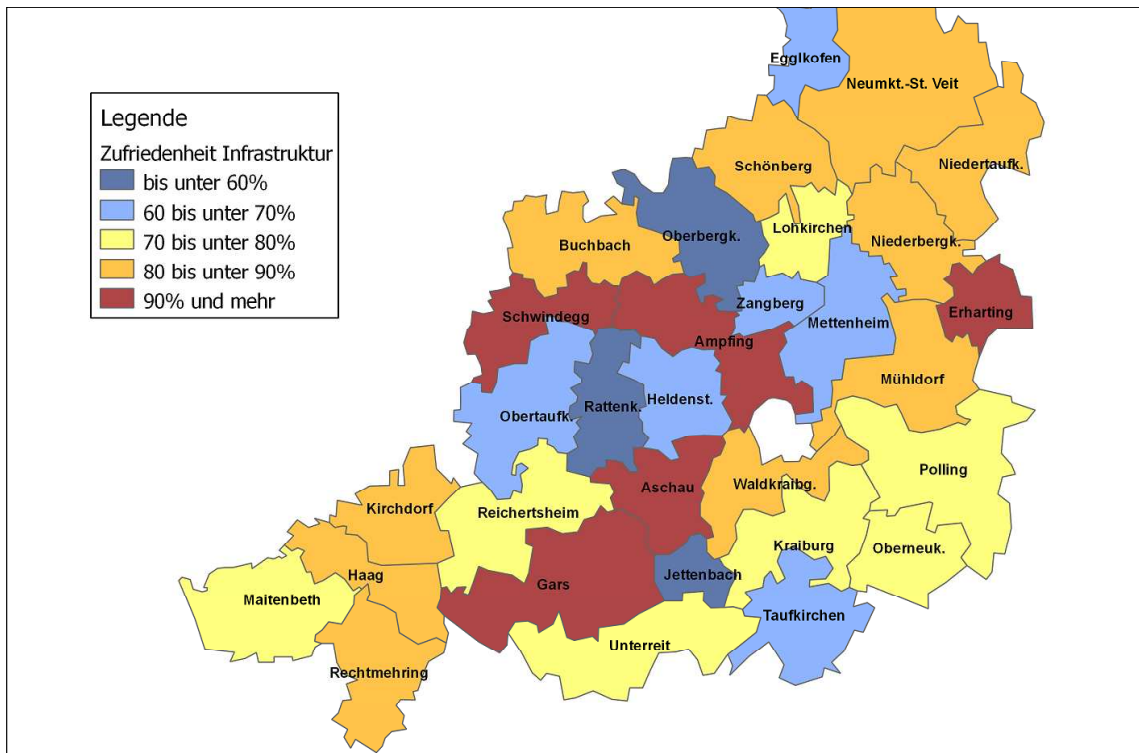 Legende
Zufriedenheit Infrastruktur
bis unter 60%
60 bis unter 70%
70 bis unter 80%
80 bis unter 90%
90% und mehr
Egglkofen
Neumkt.-St. Veit
Schönberg
Niedertaufk.
Lohkirchen
Oberbergk.
Niederbergk.
Buchbach
Zangberg
Erharting
Schwindegg
Mettenheim
Ampfing
Mühldorf
Heldenst.
Rattenk.
Obertaufk.
Polling
Waldkraibg.
Aschau
Kirchdorf
Reichertsheim
Kraiburg
Oberneuk.
Haag
Jettenbach
Gars
Maitenbeth
Taufkirchen
Unterreit
Rechtmehring